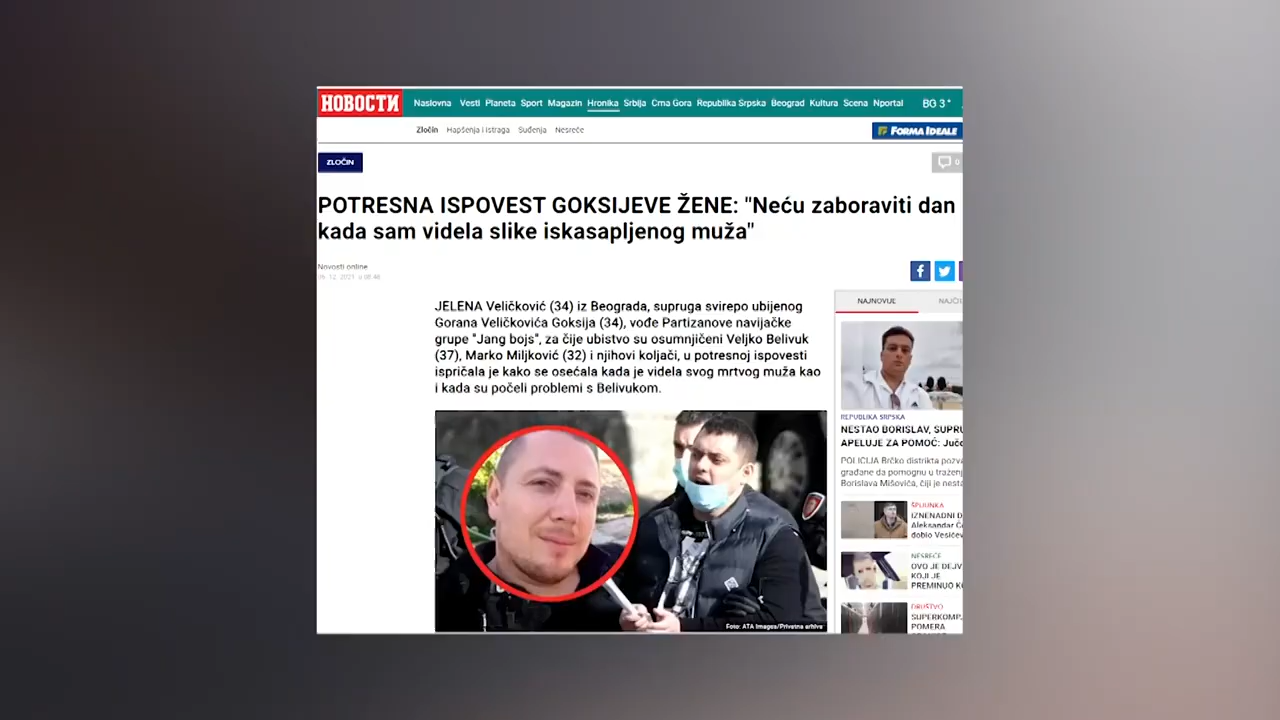 НОВОСТИ
Naslovna Vesti Planeta Sport Magazin Hronika Srbija Crna Gora Republika Srpska Beograd Kultura Scena Nportal BG 3°
Zločin Hapšenja i istraga Suđenja Nesreće
FORMA IDEALE
ZLOČIN
0
POTRESNA ISPOVEST GOKSIJEVE ŽENE: "Neću zaboraviti dan
kada sam videla slike iskasapljenog muža"
Novosti online
JELENA Veličković (34) iz Beograda, supruga svirepo ubijenog
Gorana Veličkovića Goksija (34), vođe Partizanove navijačke
grupe "Jang bojs", za čije ubistvo su osumnjičeni Veljko Belivuk
(37), Marko Miljković (32) i njihovi koljači, u potresnoj ispovesti
ispričala je kako se osećala kada je videla svog mrtvog muža kao
i kada su počeli problemi s Belivukom.
Foto: ATA Images/Privatna arhiva
NAJNOVIJE
REPUBLIKA SRPSKA
NESTAO BORISLAV, SUPRU
APELUJE ZA POMOĆ: Juč
POLICIJA Brčko distrikta pozva
građane da pomognu u traženj
Borislava Mišovića, čiji je nesta
ŠPIJUNKA
IZNENADNI D
Aleksandar
dobio Vesiče
NESREĆE
OVO JE DEJV
KOJI JE
PREMINUO K
DRUŠTVO
SUPERKOMPJ
POMERA